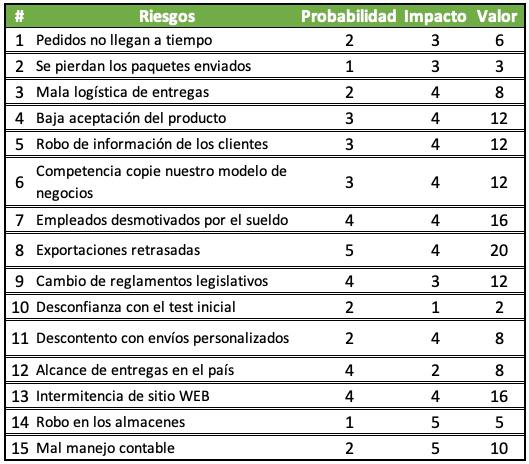 # Riesgos Probabilidad Impacto Valor
1 Pedidos no llegan a tiempo 2 3 6
2 Se pierdan los paquetes enviados 1 3 3
3 Mala logística de entregas 2 4 8
4 Baja aceptación del producto 3 4 12
5 Robo de información de los clientes 3 4 12
6 Competencia copie nuestro modelo de
negocios 3 4 12
7 Empleados desmotivados por el sueldo 4 4 16
8 Exportaciones retrasadas 5 4 20
9 Cambio de reglamentos legislativos 4 3 12
10 Desconfianza con el test inicial 2 1 2
11 Descontento con envíos personalizados 2 4 8
12 Alcance de entregas en el país 4 2 8
13 Intermitencia de sitio WEB 4 4 16
14 Robo en los almacenes 1 5 5
15 Mal manejo contable 2 5 10